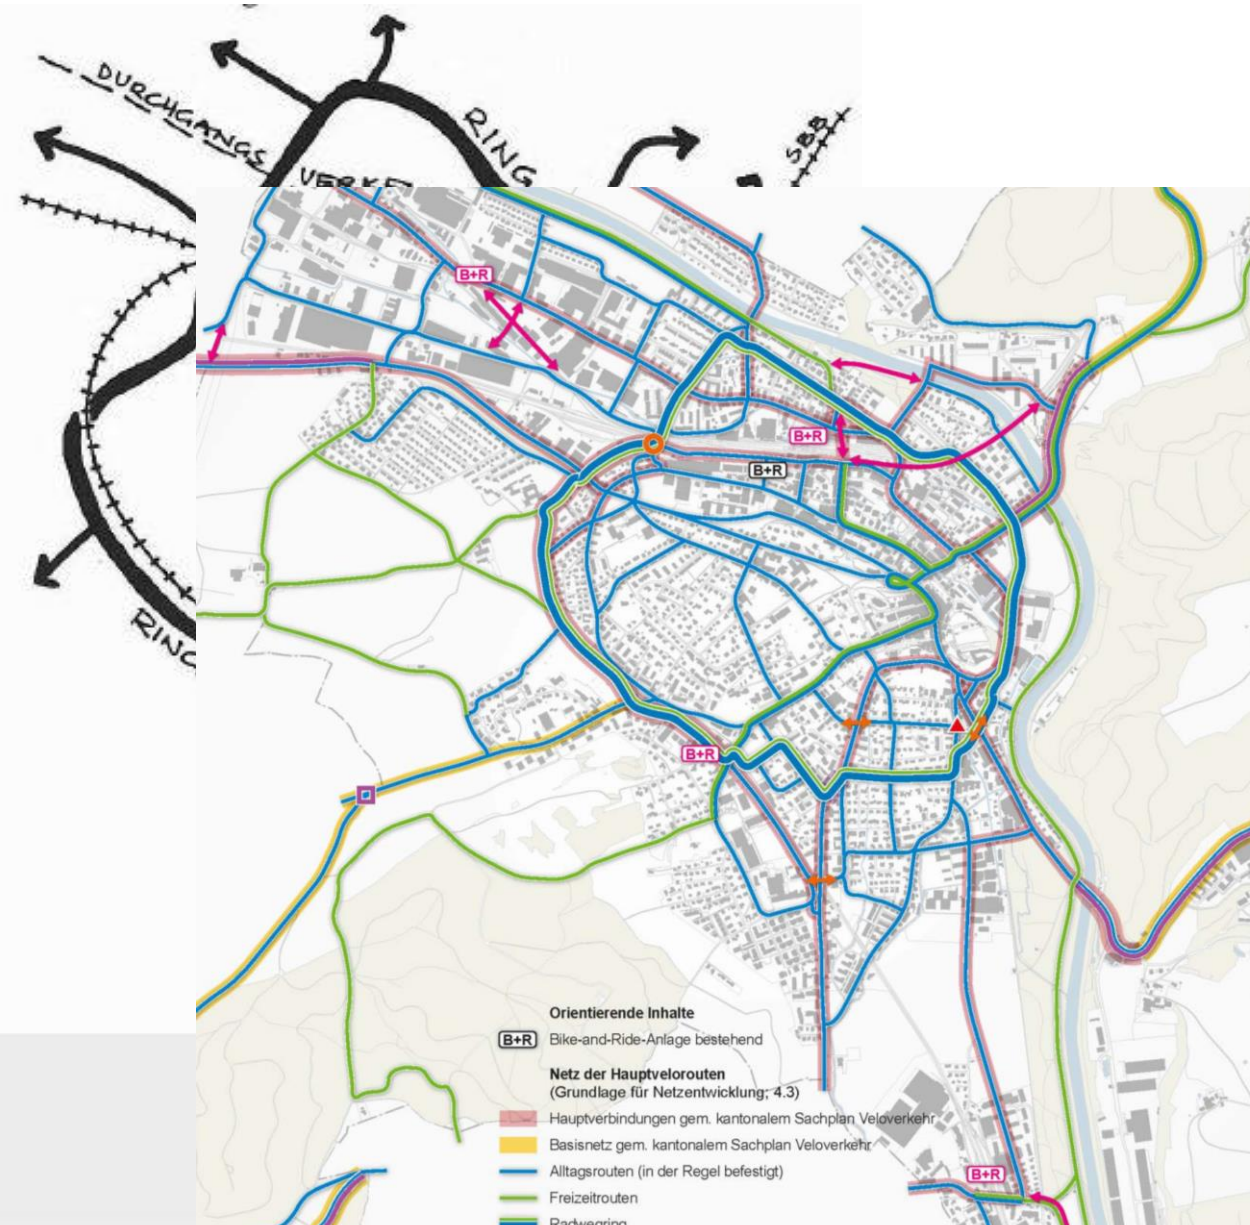 DURCHGANGS
VERKE
RING
SBB
RING
B+R
B+R
B+R
B+R
Orientierende Inhalte
B+R Bike-and-Ride-Anlage bestehend
Netz der Hauptvelorouten
(Grundlage für Netzentwicklung; 4.3)
Hauptverbindungen gem. kantonalem Sachplan Veloverkehr
Basisnetz gem. kantonalem Sachplan Veloverkehr
Alltagsrouten (in der Regel befestigt)
B+R
Freizeitrouten
Radwegring